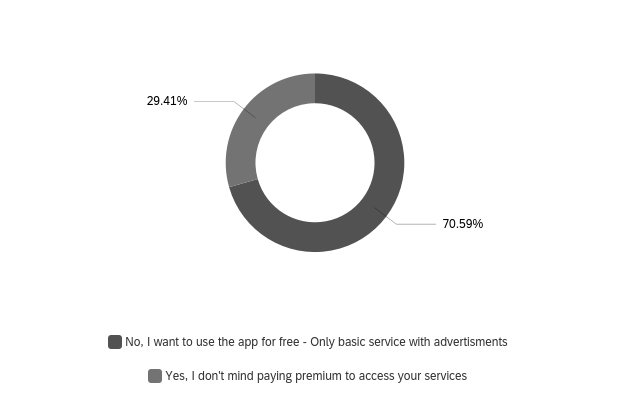 29.41%
70.59%
No, I want to use the app for free - Only basic service with advertisments
Yes, I don't mind paying premium to access your services